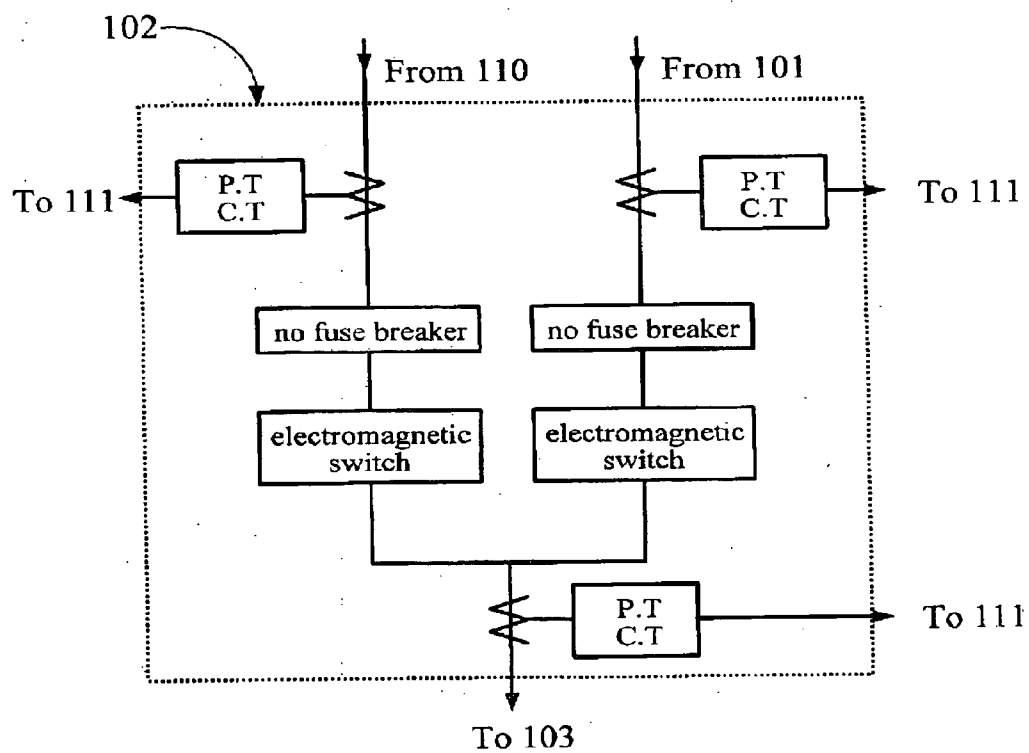 102
From 110
From 101
To 111
P.T
C.T
P.T
C.T
To 111
no fuse breaker
no fuse breaker
electromagnetic
switch
electromagnetic
switch
P.T
C.T
To 111
To 103